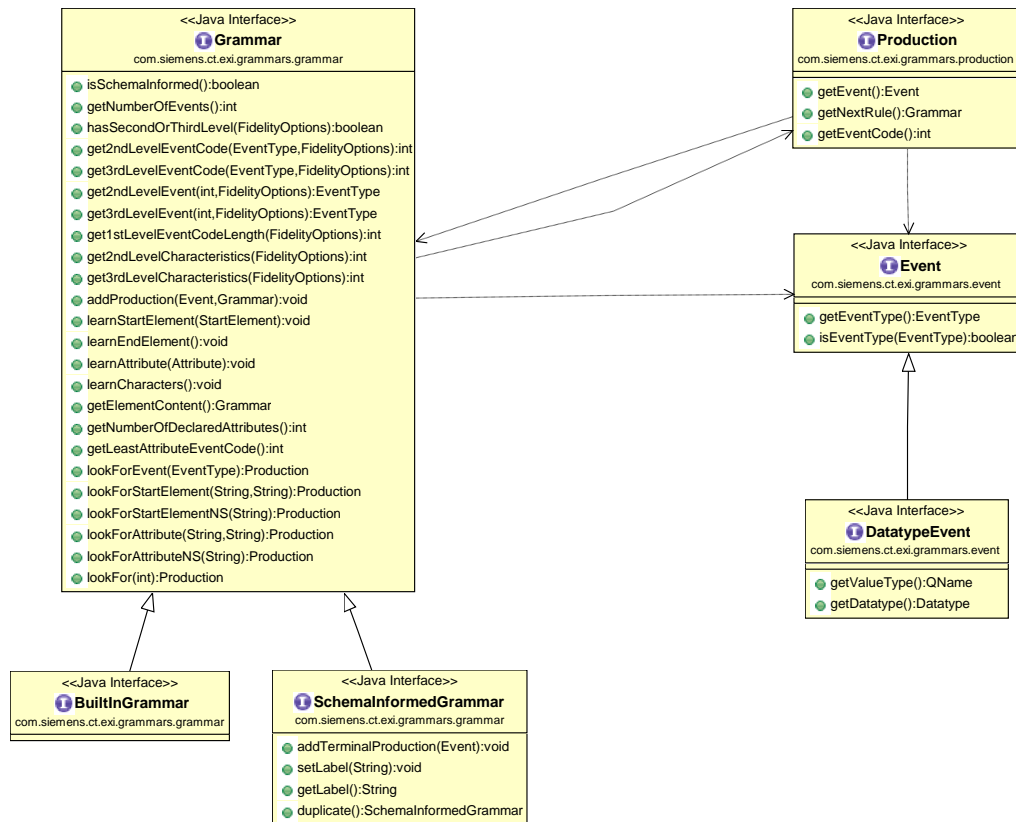 <<Java Interface>>
Grammar
com.siemens.ct.exi.grammars.grammar
isSchemaInformed():boolean
getNumberOfEvents():int
hasSecondOrThirdLevel(FidelityOptions):boolean
get2ndLevelEventCode(EventType,FidelityOptions):int
get3rdLevelEventCode(EventType,FidelityOptions):int
get2ndLevelEvent(int,FidelityOptions):EventType
get3rdLevelEvent(int,FidelityOptions):EventType
get1stLevelEventCodeLength(FidelityOptions):int
get2ndLevelCharacteristics(FidelityOptions):int
get3rdLevelCharacteristics(FidelityOptions):int
addProduction(Event,Grammar):void
learnStartElement(StartElement):void
learnEndElement():void
learnAttribute(Attribute):void
learnCharacters():void
getElementContent():Grammar
getNumberOfDeclaredAttributes():int
getLeastAttributeEventCode():int
lookForEvent(EventType):Production
lookForStartElement(String,String):Production
lookForStartElementNS(String):Production
lookForAttribute(String,String):Production
lookForAttributeNS(String):Production
lookFor(int):Production
<<Java Interface>>
Production
com.siemens.ct.exi.grammars.production
getEvent():Event
getNextRule():Grammar
getEventCode():int
<<Java Interface>>
Event
com.siemens.ct.exi.grammars.event
getEventType():EventType
isEventType(EventType):boolean
<<Java Interface>>
DatatypeEvent
com.siemens.ct.exi.grammars.event
getValueType():QName
getDatatype():Datatype
<<Java Interface>>
BuiltInGrammar
com.siemens.ct.exi.grammars.grammar
<<Java Interface>>
SchemaInformedGrammar
com.siemens.ct.exi.grammars.grammar
addTerminalProduction(Event):void
setLabel(String):void
getLabel():String
duplicate():SchemaInformedGrammar